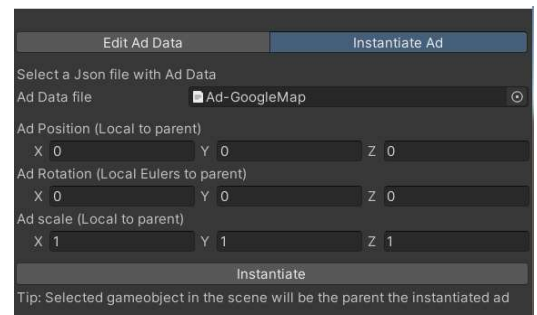 Edit Ad Data Instantiate Ad
Select a Json file with Ad Data
Ad Data file Ad-GoogleMap
Ad Position (Local to parent)
X 0 Y 0 Z 0
Ad Rotation (Local Eulers to parent)
X 0 Y 0 Z 0
Ad scale (Local to parent)
X 1 Y 1 Z 1
Instantiate
Tip: Selected gameobject in the scene will be the parent the instantiated ad